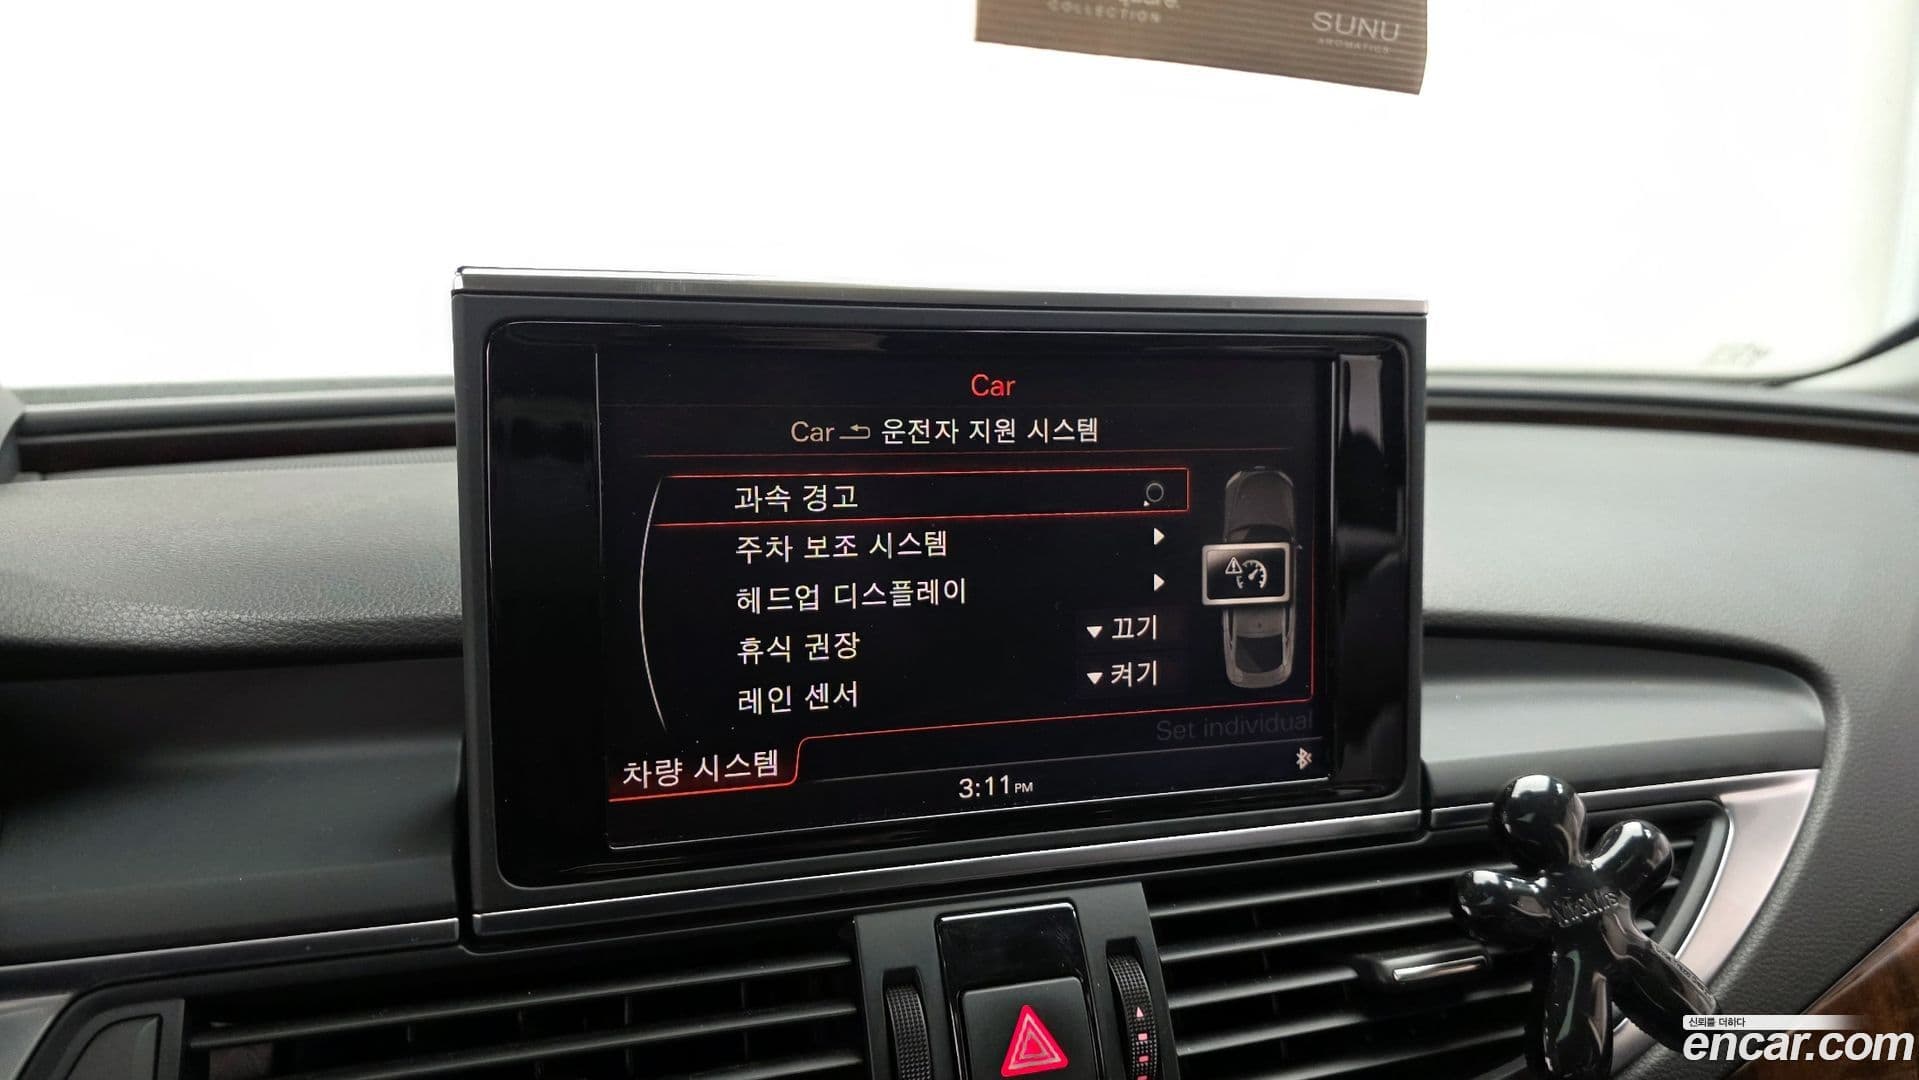 COLLECTION
SUNU
AROMATICS
Car
Car 운전자 지원 시스템
과속 경고
주차 보조 시스템
헤드업 디스플레이
휴식 권장 끄기
레인 센서 켜기
Set individual
차량 시스템
3:11 PM
신뢰를 더하다
encar.com